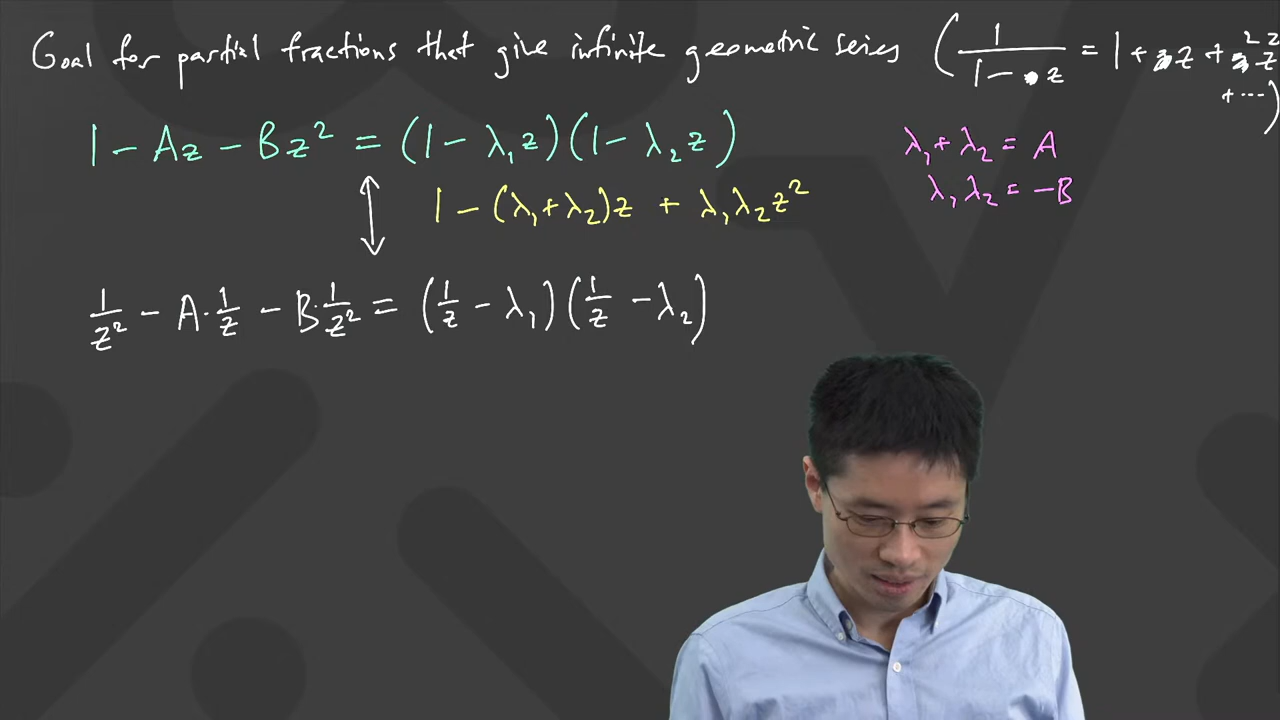 Goal for partial fractions that give infinite geometric series ( 1/(1 - z) = 1 + z + z²
+ ⋯ )
1 - Az - Bz² = (1 - λ₁z)(1 - λ₂z)
λ₁ + λ₂ = A
1 - (λ₁ + λ₂)z + λ₁λ₂z²
λ₁λ₂ = -B
1/z² - A · 1/z - B · 1/z² = (1/z - λ₁)(1/z - λ₂)